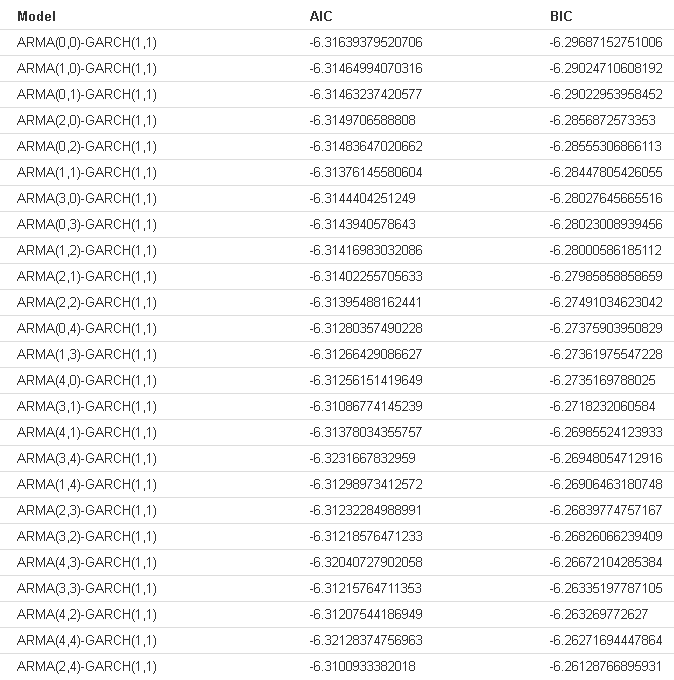 Model AIC BIC
ARMA(0,0)-GARCH(1,1) -6.31639379520706 -6.29687152751006
ARMA(1,0)-GARCH(1,1) -6.31464994070316 -6.29024710608192
ARMA(0,1)-GARCH(1,1) -6.31463237420577 -6.29022953958452
ARMA(2,0)-GARCH(1,1) -6.3149706588808 -6.2856872573353
ARMA(0,2)-GARCH(1,1) -6.31483647020662 -6.28555306866113
ARMA(1,1)-GARCH(1,1) -6.31376145580604 -6.28447805426055
ARMA(3,0)-GARCH(1,1) -6.3144404251249 -6.28027645665516
ARMA(0,3)-GARCH(1,1) -6.3143940578643 -6.28023008939456
ARMA(1,2)-GARCH(1,1) -6.31416983032086 -6.28000586185112
ARMA(2,1)-GARCH(1,1) -6.31402255705633 -6.27985858858659
ARMA(2,2)-GARCH(1,1) -6.31395488162441 -6.27491034623042
ARMA(0,4)-GARCH(1,1) -6.31280357490228 -6.27375903950829
ARMA(1,3)-GARCH(1,1) -6.31266429086627 -6.27361975547228
ARMA(4,0)-GARCH(1,1) -6.31256151419649 -6.2735169788025
ARMA(3,1)-GARCH(1,1) -6.31086774145239 -6.2718232060584
ARMA(4,1)-GARCH(1,1) -6.31378034355757 -6.26985524123933
ARMA(3,4)-GARCH(1,1) -6.3231667832959 -6.26948054712916
ARMA(1,4)-GARCH(1,1) -6.31298973412572 -6.26906463180748
ARMA(2,3)-GARCH(1,1) -6.31232284988991 -6.26839774757167
ARMA(3,2)-GARCH(1,1) -6.31218576471233 -6.26826066239409
ARMA(4,3)-GARCH(1,1) -6.32040727902058 -6.26672104285384
ARMA(3,3)-GARCH(1,1) -6.31215764711353 -6.26335197787105
ARMA(4,2)-GARCH(1,1) -6.31207544186949 -6.263269772627
ARMA(4,4)-GARCH(1,1) -6.32128374756963 -6.26271694447864
ARMA(2,4)-GARCH(1,1) -6.3100933382018 -6.26128766895931